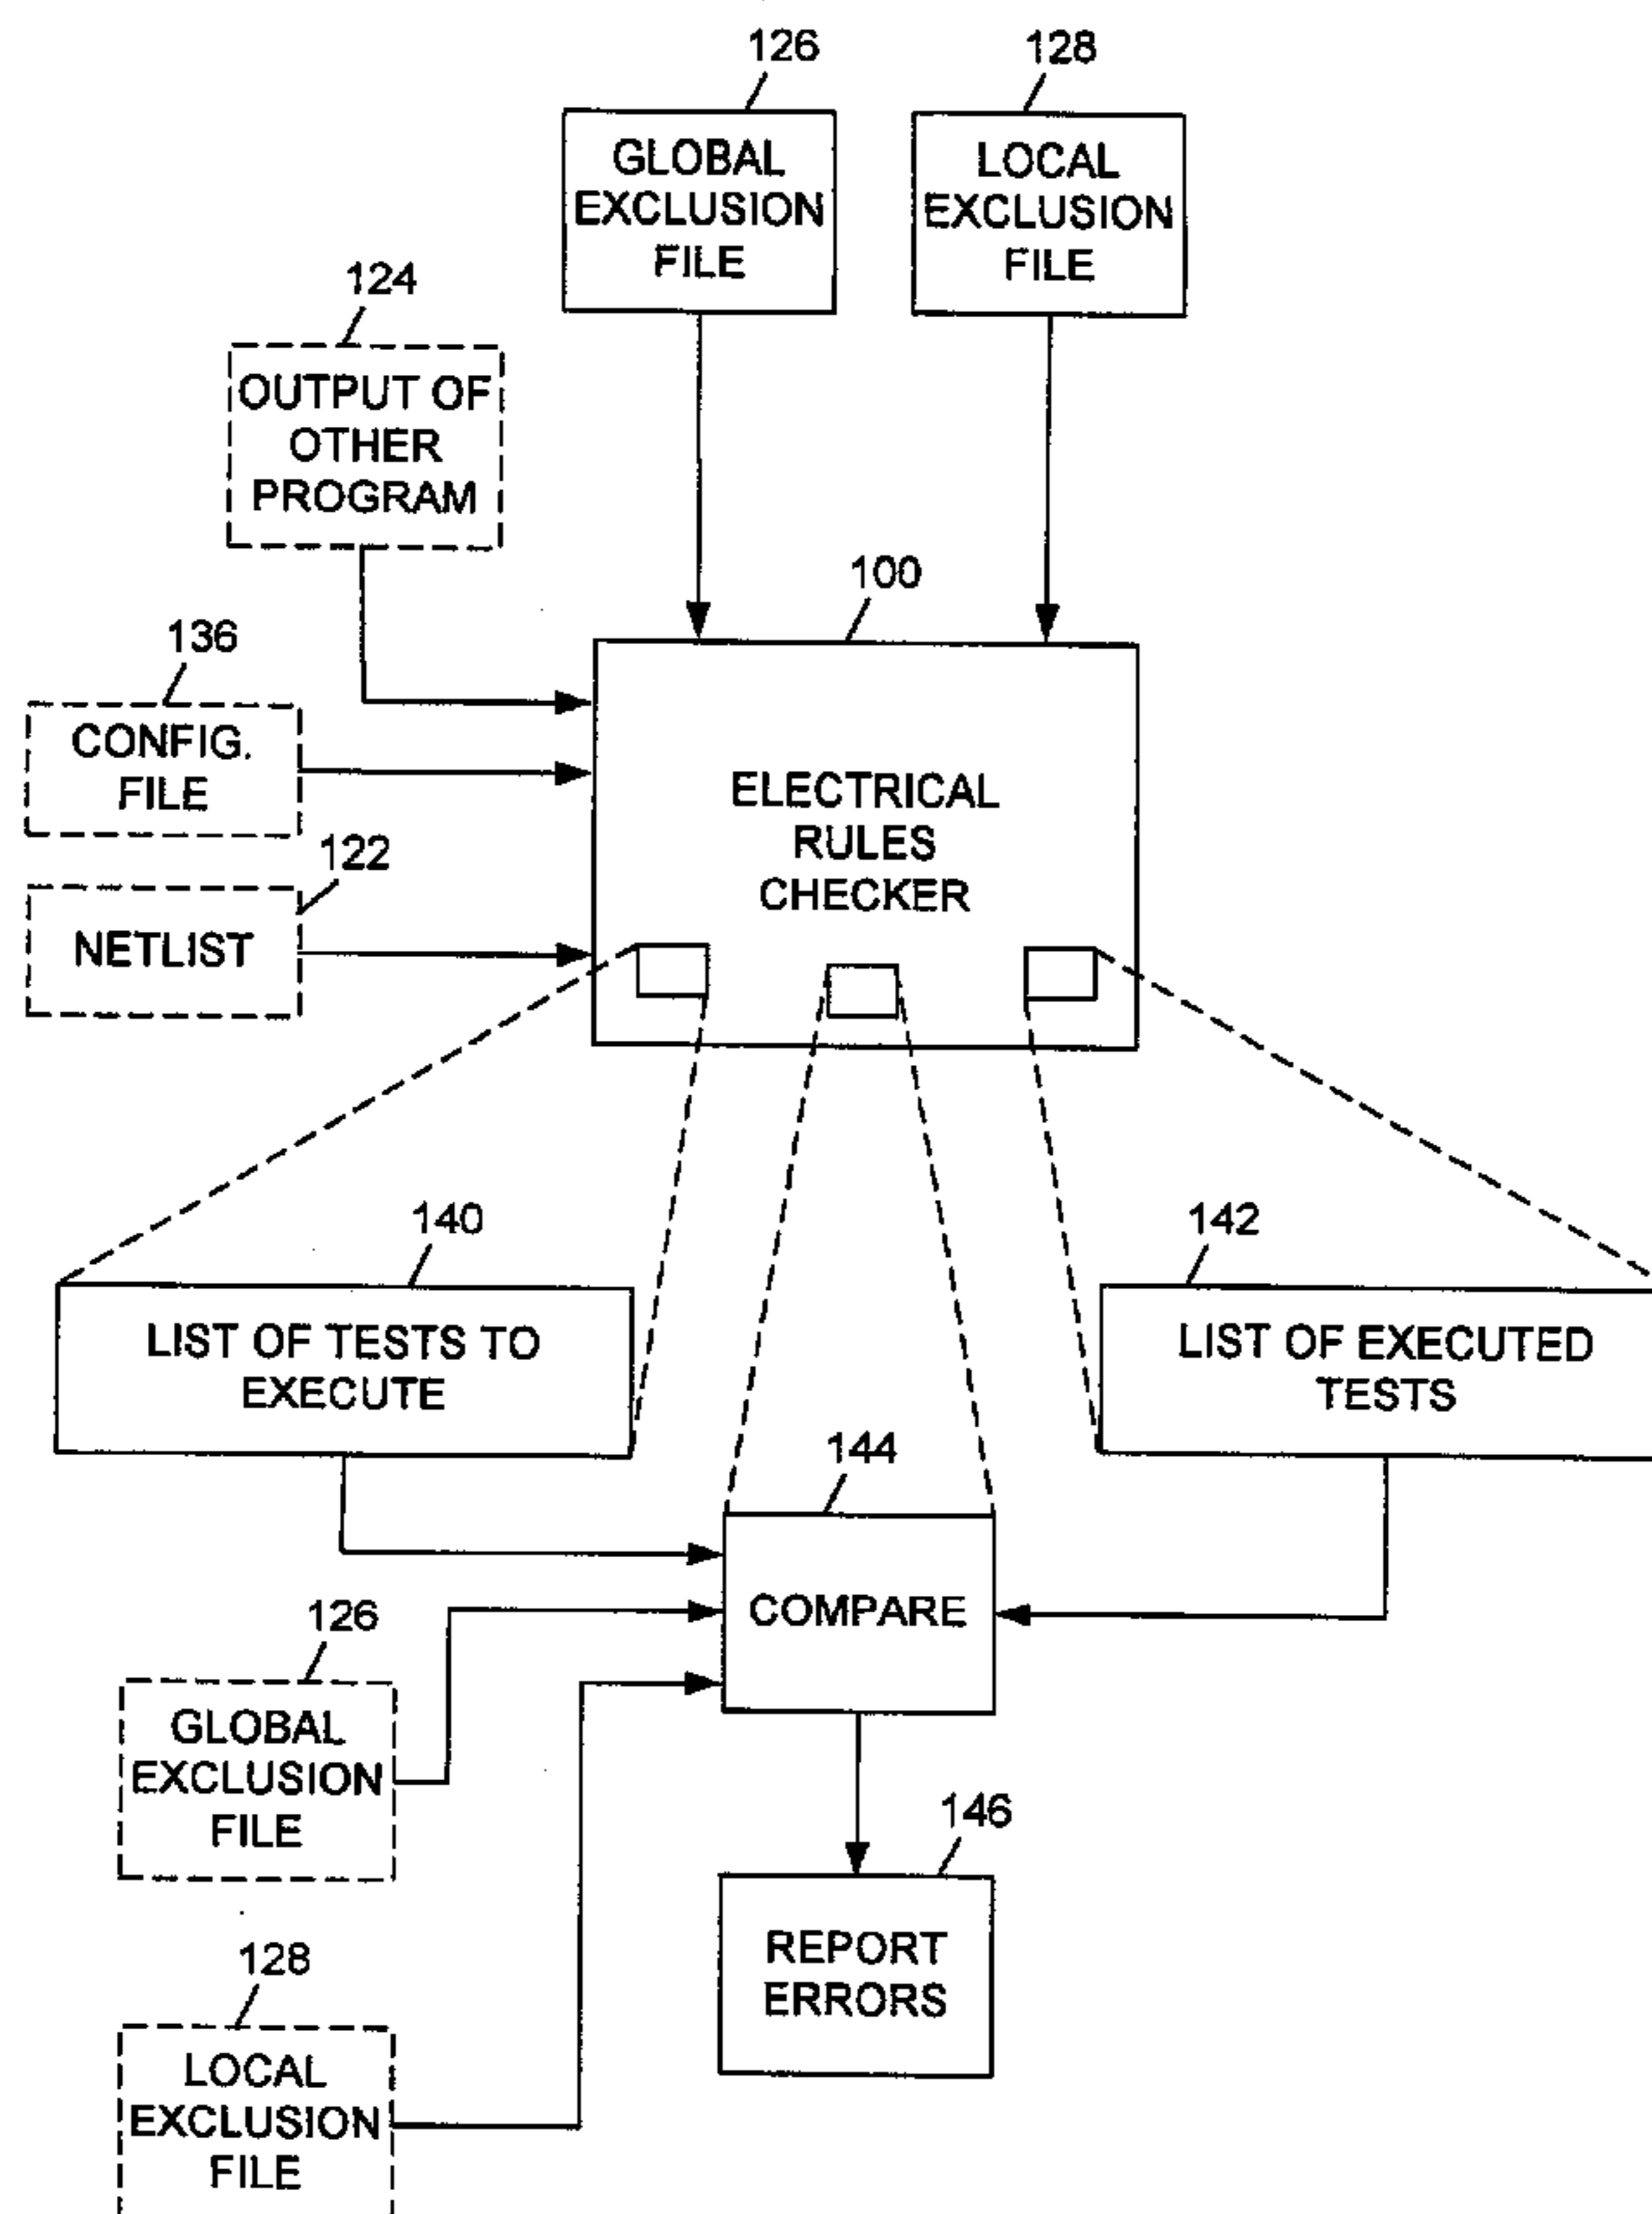 126
128
GLOBAL
EXCLUSION
FILE
LOCAL
EXCLUSION
FILE
124
OUTPUT OF
OTHER
PROGRAM
100
136
CONFIG.
FILE
ELECTRICAL
RULES
CHECKER
122
NETLIST
140
142
LIST OF TESTS TO
EXECUTE
LIST OF EXECUTED
TESTS
144
COMPARE
126
GLOBAL
EXCLUSION
FILE
146
REPORT
ERRORS
128
LOCAL
EXCLUSION
FILE